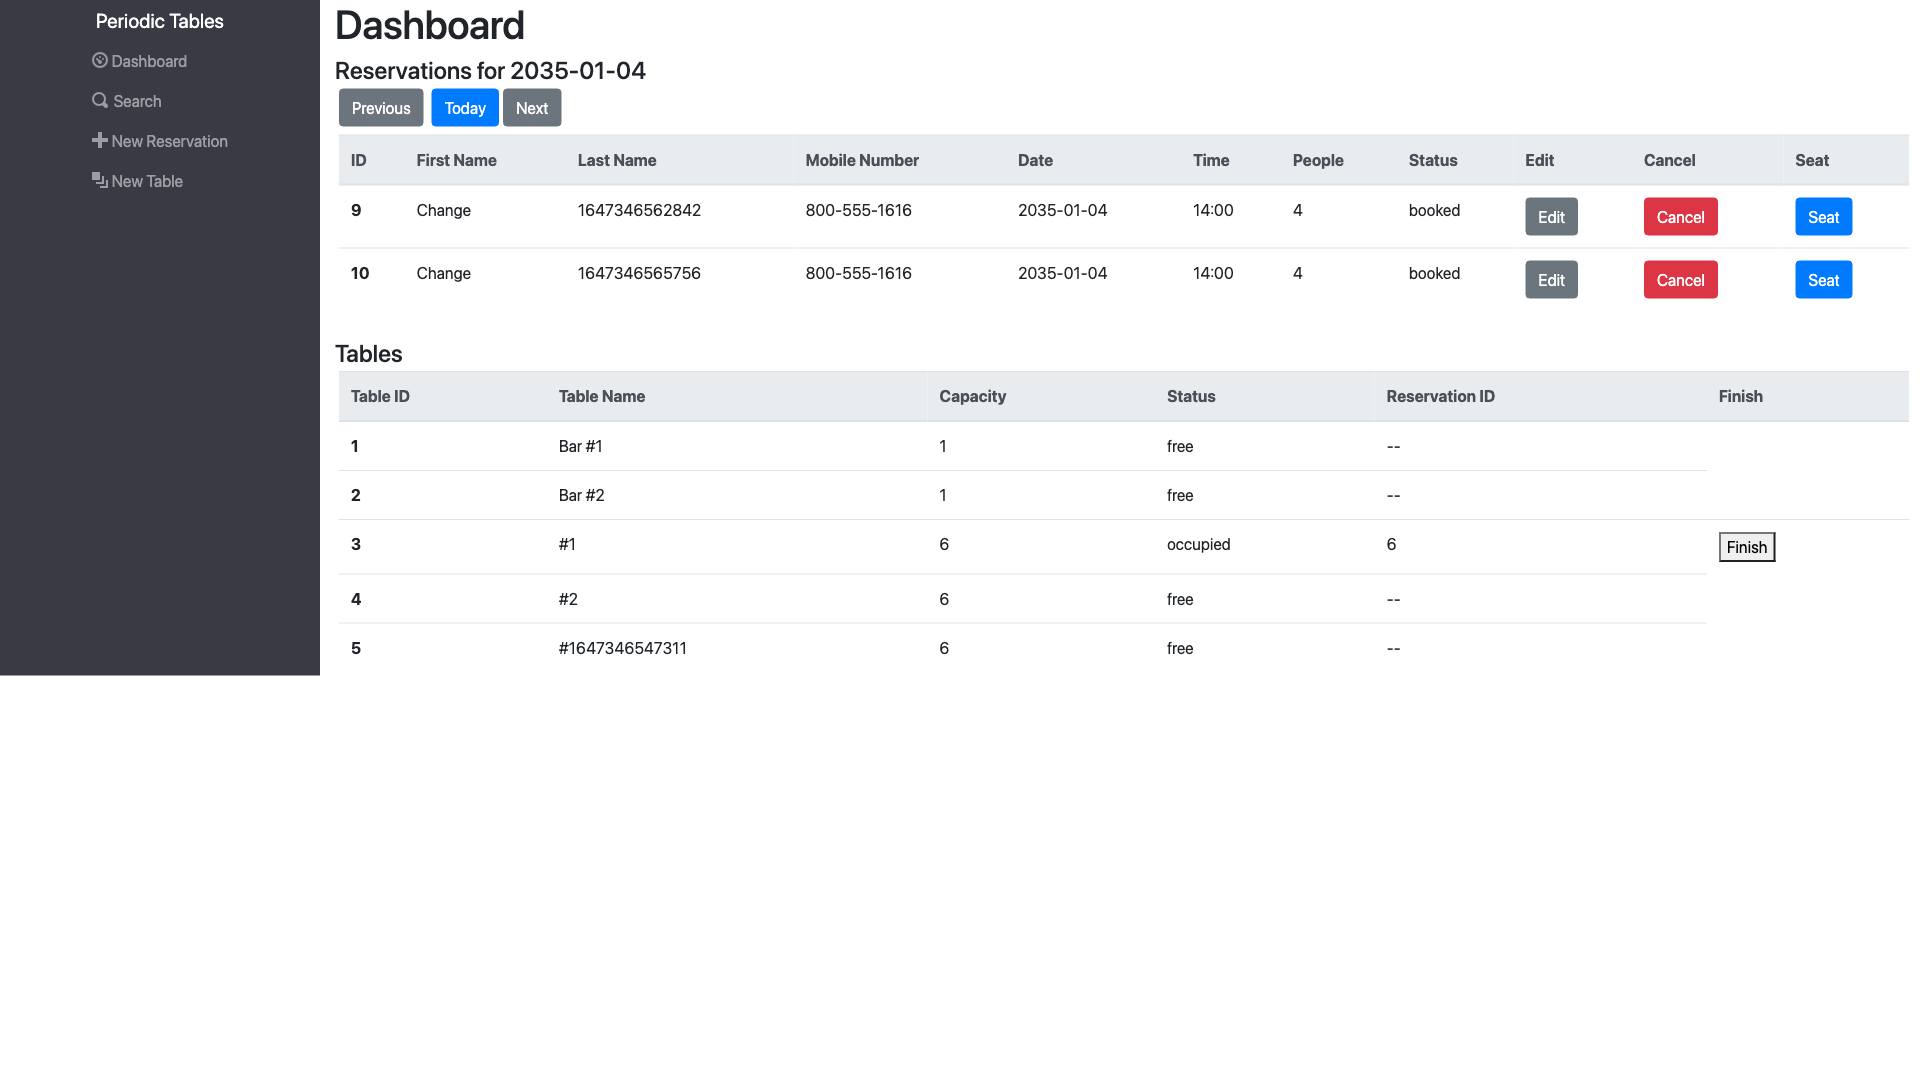 Periodic Tables
Dashboard
Search
New Reservation
New Table
Dashboard
Reservations for 2035-01-04
Previous Today Next
ID First Name Last Name Mobile Number Date Time People Status Edit Cancel Seat
9 Change 1647346562842 800-555-1616 2035-01-04 14:00 4 booked Edit Cancel Seat
10 Change 1647346565756 800-555-1616 2035-01-04 14:00 4 booked Edit Cancel Seat
Tables
Table ID Table Name Capacity Status Reservation ID Finish
1 Bar #1 1 free --
2 Bar #2 1 free --
3 #1 6 occupied 6 Finish
4 #2 6 free --
5 #1647346547311 6 free --